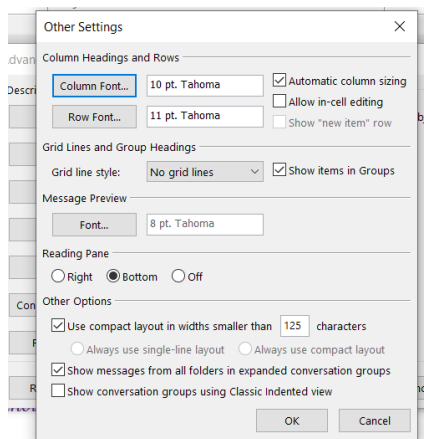 Other Settings
Column Headings and Rows
Column Font... 10 pt. Tahoma Automatic column sizing
Allow in-cell editing
Row Font... 11 pt. Tahoma
Show "new item" row
Grid Lines and Group Headings
Grid line style: No grid lines Show items in Groups
Message Preview
Font... 8 pt. Tahoma
Reading Pane
Right Bottom Off
Other Options
Use compact layout in widths smaller than 125 characters
Always use single-line layout Always use compact layout
Show messages from all folders in expanded conversation groups
Show conversation groups using Classic Indented view
OK Cancel